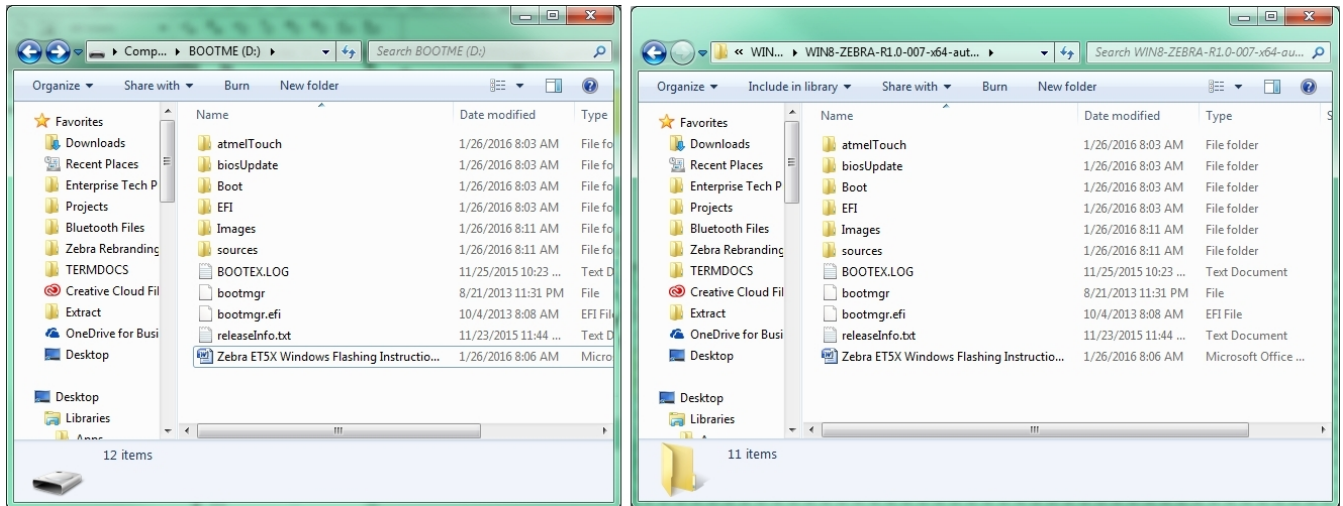 Comp... BOOTME (D:) Search BOOTME (D:)
Organize Share with Burn New folder
Favorites
Downloads
Recent Places
Enterprise Tech P
Projects
Bluetooth Files
Zebra Rebranding
TERMDOCS
Creative Cloud Fil
Extract
OneDrive for Busi
Desktop
Desktop
Libraries
Name Date modified Type
atmelTouch 1/26/2016 8:03 AM File fo
biosUpdate 1/26/2016 8:03 AM File fo
Boot 1/26/2016 8:03 AM File fo
EFI 1/26/2016 8:03 AM File fo
Images 1/26/2016 8:11 AM File fo
sources 1/26/2016 8:11 AM File fo
BOOTEX.LOG 11/25/2015 10:23 ... Text D
bootmgr 8/21/2013 11:31 PM File
bootmgr.efi 10/4/2013 8:08 AM EFI File
releaseInfo.txt 11/23/2015 11:44 ... Text D
Zebra ET5X Windows Flashing Instructio... 1/26/2016 8:06 AM Micro
12 items
« WIN... WIN8-ZEBRA-R1.0-007-x64-aut... Search WIN8-ZEBRA-R1.0-007-x64-au...
Organize Include in library Share with Burn New folder
Favorites
Downloads
Recent Places
Enterprise Tech P
Projects
Bluetooth Files
Zebra Rebranding
TERMDOCS
Creative Cloud Fil
Extract
OneDrive for Busi
Desktop
Desktop
Libraries
Name Date modified Type S
atmelTouch 1/26/2016 8:03 AM File folder
biosUpdate 1/26/2016 8:03 AM File folder
Boot 1/26/2016 8:03 AM File folder
EFI 1/26/2016 8:03 AM File folder
Images 1/26/2016 8:11 AM File folder
sources 1/26/2016 8:11 AM File folder
BOOTEX.LOG 11/25/2015 10:23 ... Text Document
bootmgr 8/21/2013 11:31 PM File
bootmgr.efi 10/4/2013 8:08 AM EFI File
releaseInfo.txt 11/23/2015 11:44 ... Text Document
Zebra ET5X Windows Flashing Instructio... 1/26/2016 8:06 AM Microsoft Office ...
11 items